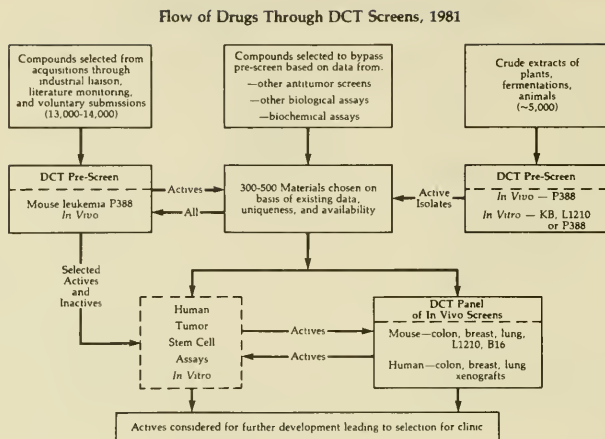 Flow of Drugs Through DCT Screens, 1981
Compounds selected from
acquisitions through
industrial liaison,
literature monitoring,
and voluntary submissions
(13,000-14,000)
Compounds selected to bypass
pre-screen based on data from.
—other antitumor screens
—other biological assays
—biochemical assays
Crude extracts of
plants,
fermentations,
animals
(~5,000)
DCT Pre-Screen
Mouse leukemia P388
In Vivo
Actives
All
300-500 Materials chosen on
basis of existing data,
uniqueness, and availability
Active
Isolates
DCT Pre-Screen
In Vivo — P388
In Vitro — KB, L1210
or P388
Selected
Actives
and
Inactives
Human
Tumor
Stem Cell
Assays
In Vitro
Actives
Actives
DCT Panel
of In Vivo Screens
Mouse—colon, breast, lung,
L1210, B16
Human—colon, breast, lung
xenografts
Actives considered for further development leading to selection for clinic